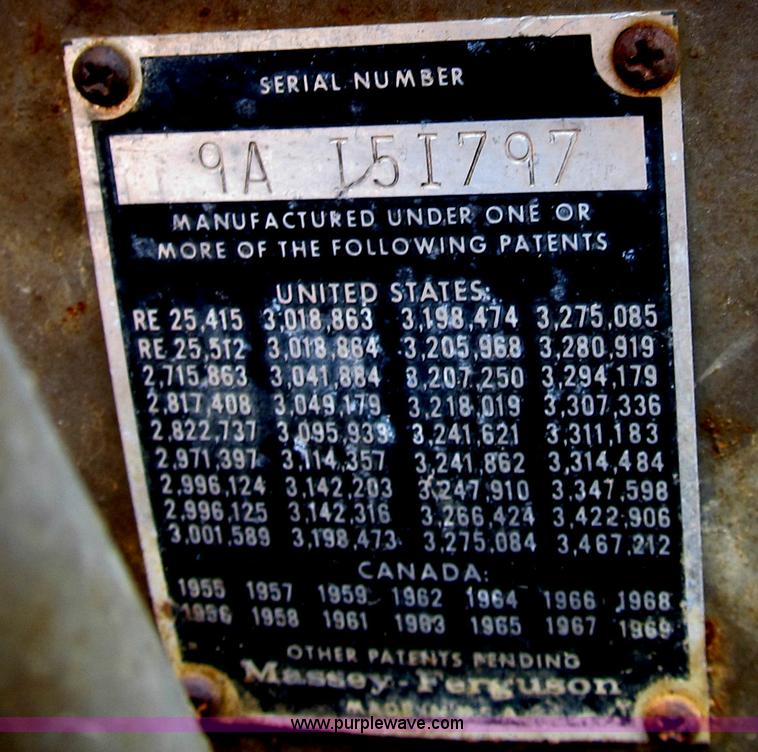 SERIAL NUMBER
9A 151797
MANUFACTURED UNDER ONE OR
MORE OF THE FOLLOWING PATENTS
UNITED STATES:
RE 25,415 3,018,863 3,198,474 3,275,085
RE 25,512 3,018,864 3,205,968 3,280,919
2,715,863 3,041,884 3,207,250 3,294,179
2,817,408 3,049,179 3,218,019 3,307,336
2,822,737 3,095,939 3,241,621 3,311,183
2,971,397 3,114,357 3,241,862 3,314,484
2,996,124 3,142,203 3,247,910 3,347,598
2,996,125 3,142,316 3,266,424 3,422,906
3,001,589 3,198,473 3,275,084 3,467,212
CANADA:
1955 1957 1959 1962 1964 1966 1968
1956 1958 1961 1963 1965 1967 1969
OTHER PATENTS PENDING
Massey-Ferguson
MADE IN
www.purplewave.com